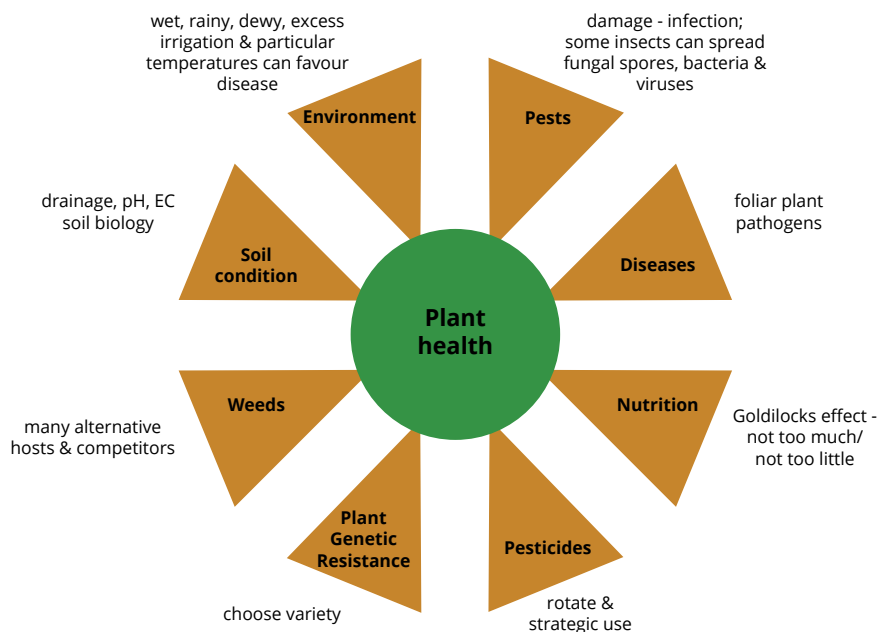 wet, rainy, dewy, excess
irrigation & particular
temperatures can favour
disease
Environment
damage - infection;
some insects can spread
fungal spores, bacteria &
viruses
Pests
foliar plant
pathogens
Diseases
Nutrition
Goldilocks effect -
not too much/
not too little
Pesticides
rotate &
strategic use
Plant
Genetic
Resistance
choose variety
Weeds
many alternative
hosts & competitors
drainage, pH, EC
soil biology
Soil
condition
Plant
health